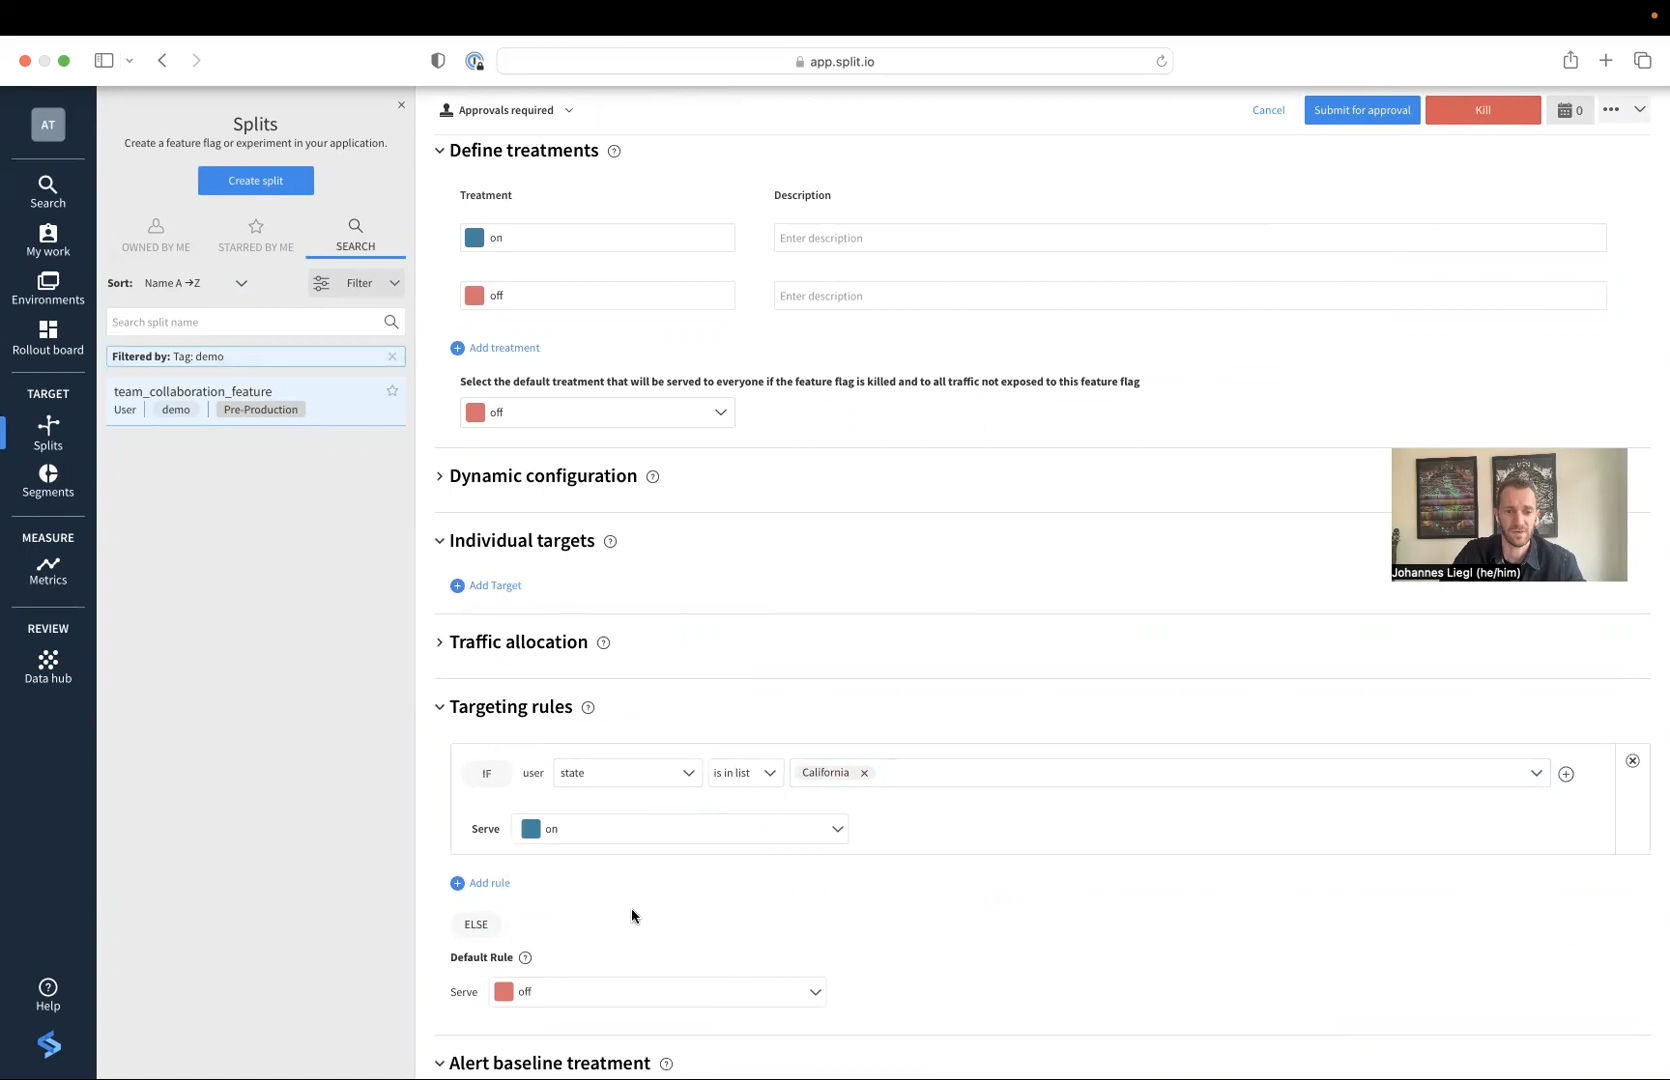 app.split.io
AT
Search
My work
Environments
Rollout board
TARGET
Splits
Segments
MEASURE
Metrics
REVIEW
Data hub
Help
Splits
Create a feature flag or experiment in your application.
Create split
OWNED BY ME
STARRED BY ME
SEARCH
Sort: Name A→Z
Filter
Search split name
Filtered by: Tag: demo
team_collaboration_feature
User demo Pre-Production
Approvals required
Cancel
Submit for approval
Kill
0
Define treatments
Treatment
Description
on
Enter description
off
Enter description
Add treatment
Select the default treatment that will be served to everyone if the feature flag is killed and to all traffic not exposed to this feature flag
off
Dynamic configuration
Individual targets
Add Target
Johannes Liegl (he/him)
Traffic allocation
Targeting rules
IF user state is in list California
Serve on
Add rule
ELSE
Default Rule
Serve off
Alert baseline treatment